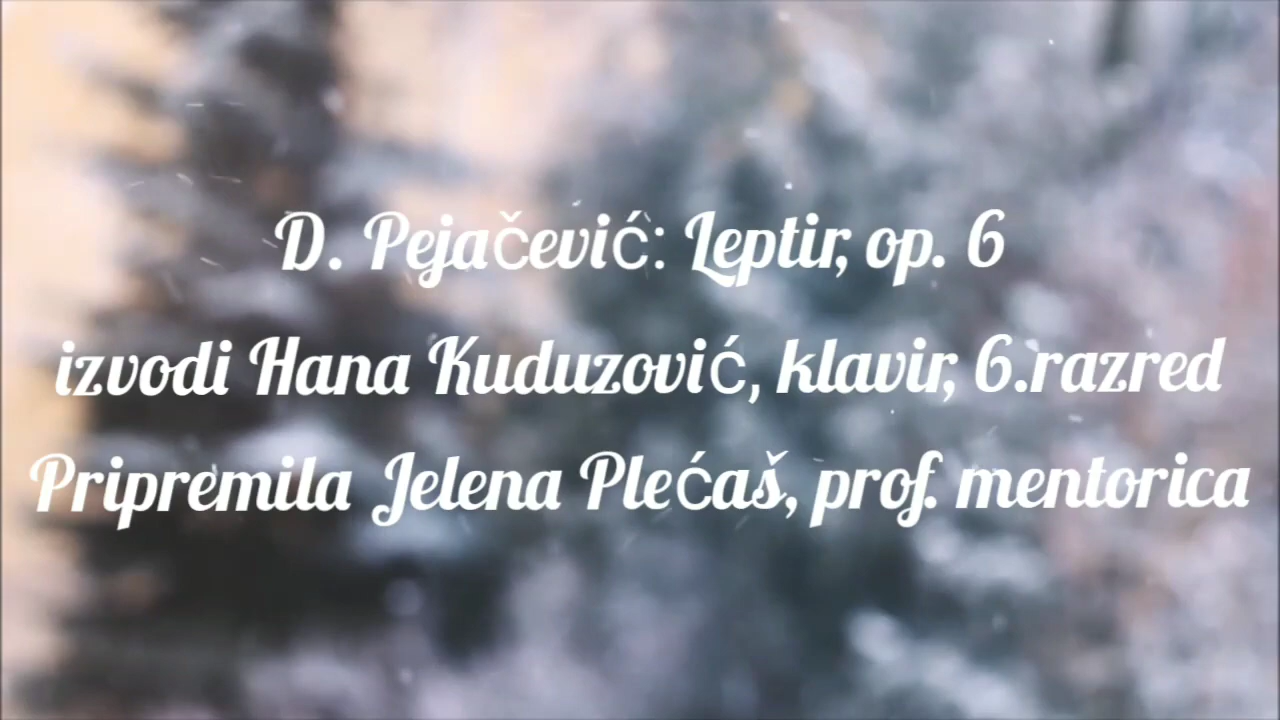 D. Pejačević: Leptir, op. 6
izvodi Hana Kuduzović, klavir, 6.razred
Pripremila Jelena Plećaš, prof. mentorica